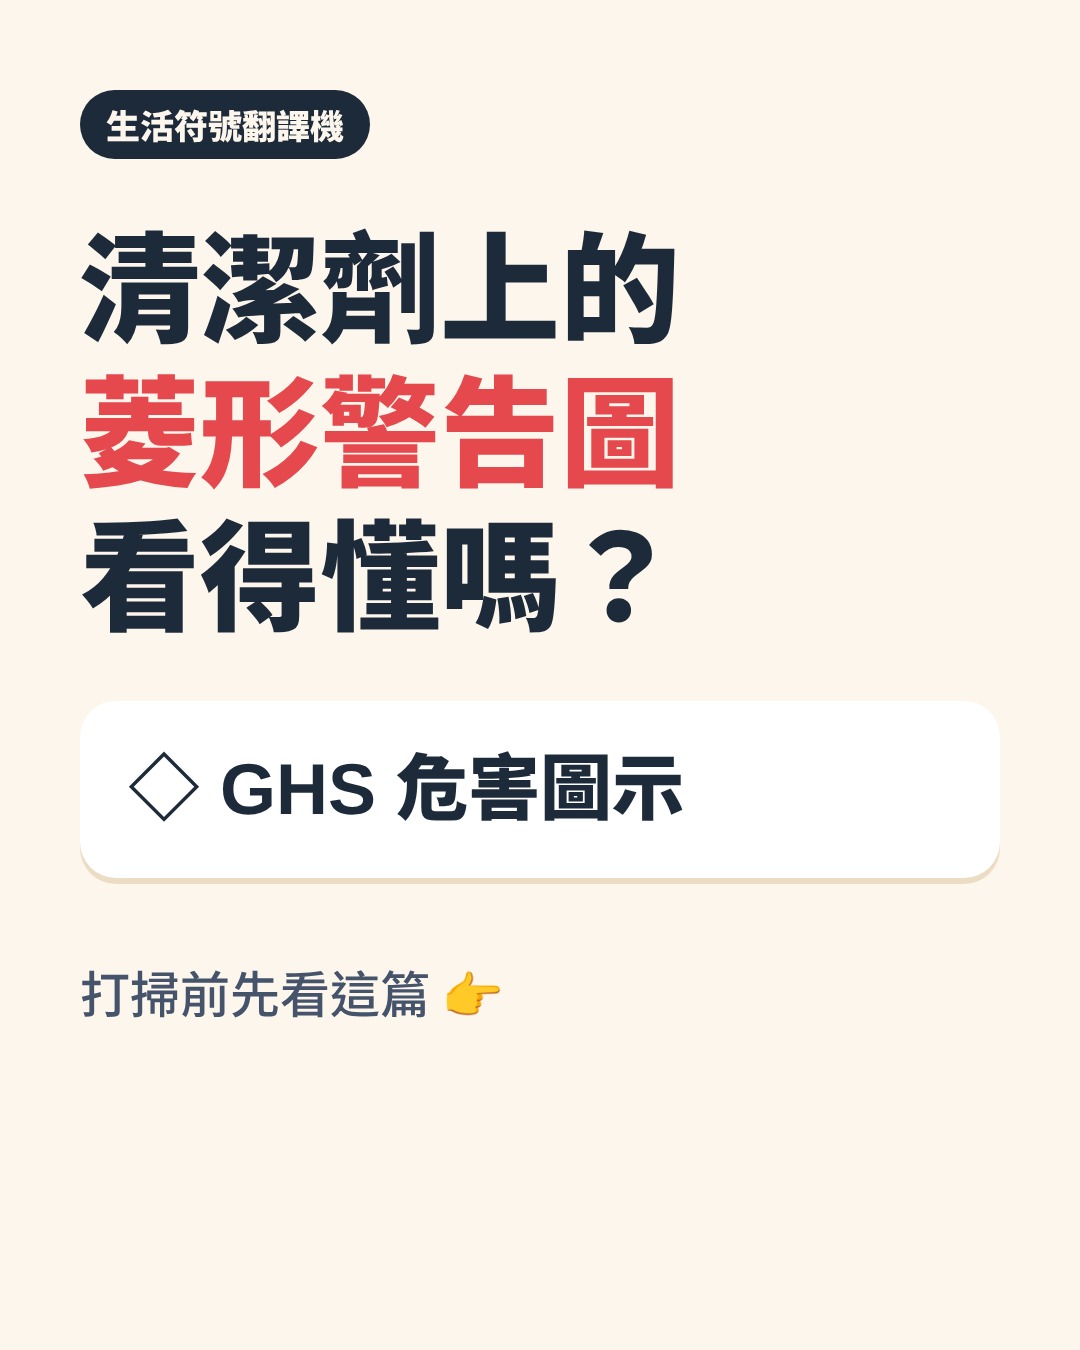 生活符號翻譯機
清潔劑上的
菱形警告圖
看得懂嗎？
◇ GHS 危害圖示
打掃前先看這篇 👉